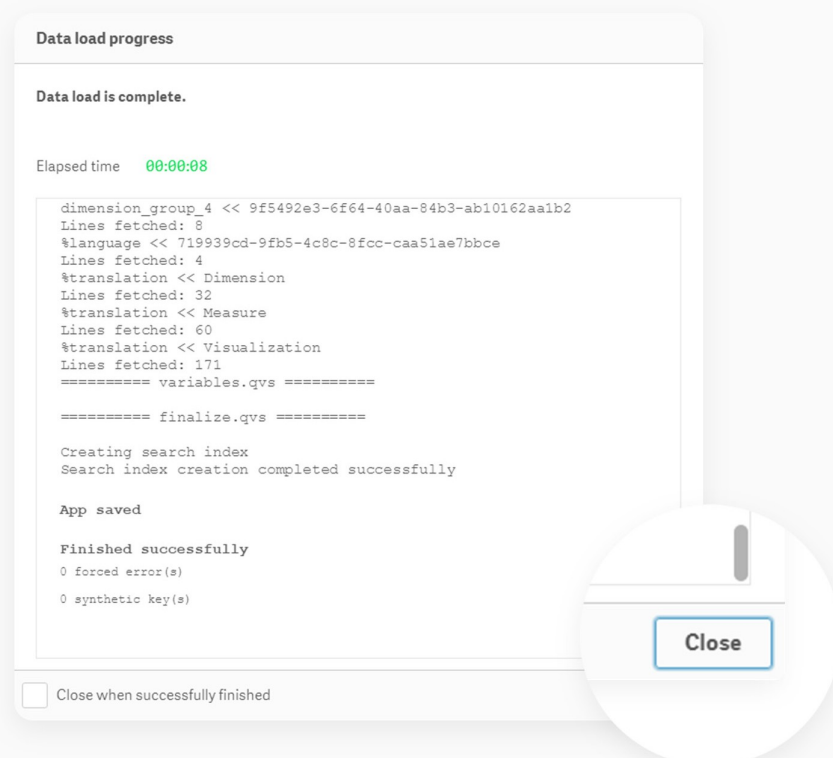 Data load progress
Data load is complete.
Elapsed time 00:00:08
dimension_group_4 << 9f5492e3-6f64-40aa-84b3-ab10162aa1b2
Lines fetched: 8
%language << 719939cd-9fb5-4c8c-8fcc-caa51ae7bbce
Lines fetched: 4
%translation << Dimension
Lines fetched: 32
%translation << Measure
Lines fetched: 60
%translation << Visualization
Lines fetched: 171
========== variables.qvs ==========
========== finalize.qvs ==========
Creating search index
Search index creation completed successfully
App saved
Finished successfully
0 forced error(s)
0 synthetic key(s)
Close
Close when successfully finished